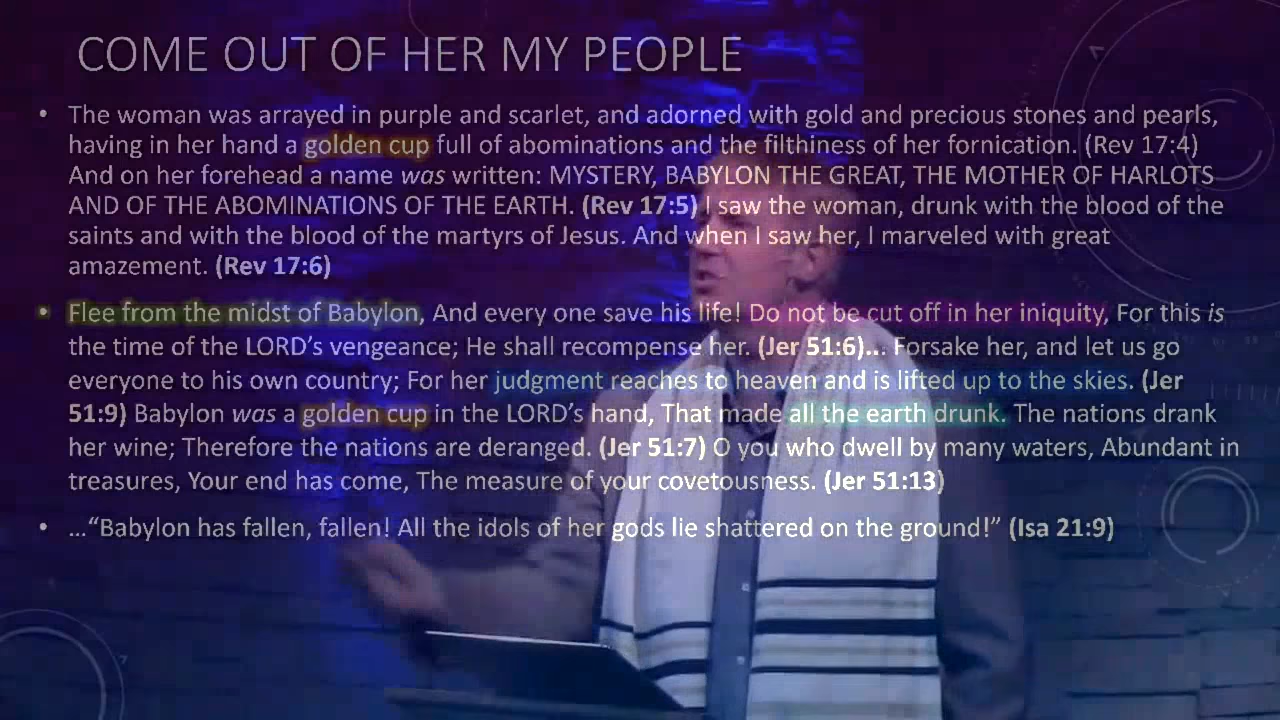 COME OUT OF HER MY PEOPLE
• The woman was arrayed in purple and scarlet, and adorned with gold and precious stones and pearls,
having in her hand a golden cup full of abominations and the filthiness of her fornication. (Rev 17:4)
And on her forehead a name was written: MYSTERY, BABYLON THE GREAT, THE MOTHER OF HARLOTS
AND OF THE ABOMINATIONS OF THE EARTH. (Rev 17:5) I saw the woman, drunk with the blood of the
saints and with the blood of the martyrs of Jesus. And when I saw her, I marveled with great
amazement. (Rev 17:6)
• Flee from the midst of Babylon, And every one save his life! Do not be cut off in her iniquity, For this is
the time of the LORD’s vengeance; He shall recompense her. (Jer 51:6)... Forsake her, and let us go
everyone to his own country; For her judgment reaches to heaven and is lifted up to the skies. (Jer
51:9) Babylon was a golden cup in the LORD’s hand, That made all the earth drunk. The nations drank
her wine; Therefore the nations are deranged. (Jer 51:7) O you who dwell by many waters, Abundant in
treasures, Your end has come, The measure of your covetousness. (Jer 51:13)
• …“Babylon has fallen, fallen! All the idols of her gods lie shattered on the ground!” (Isa 21:9)